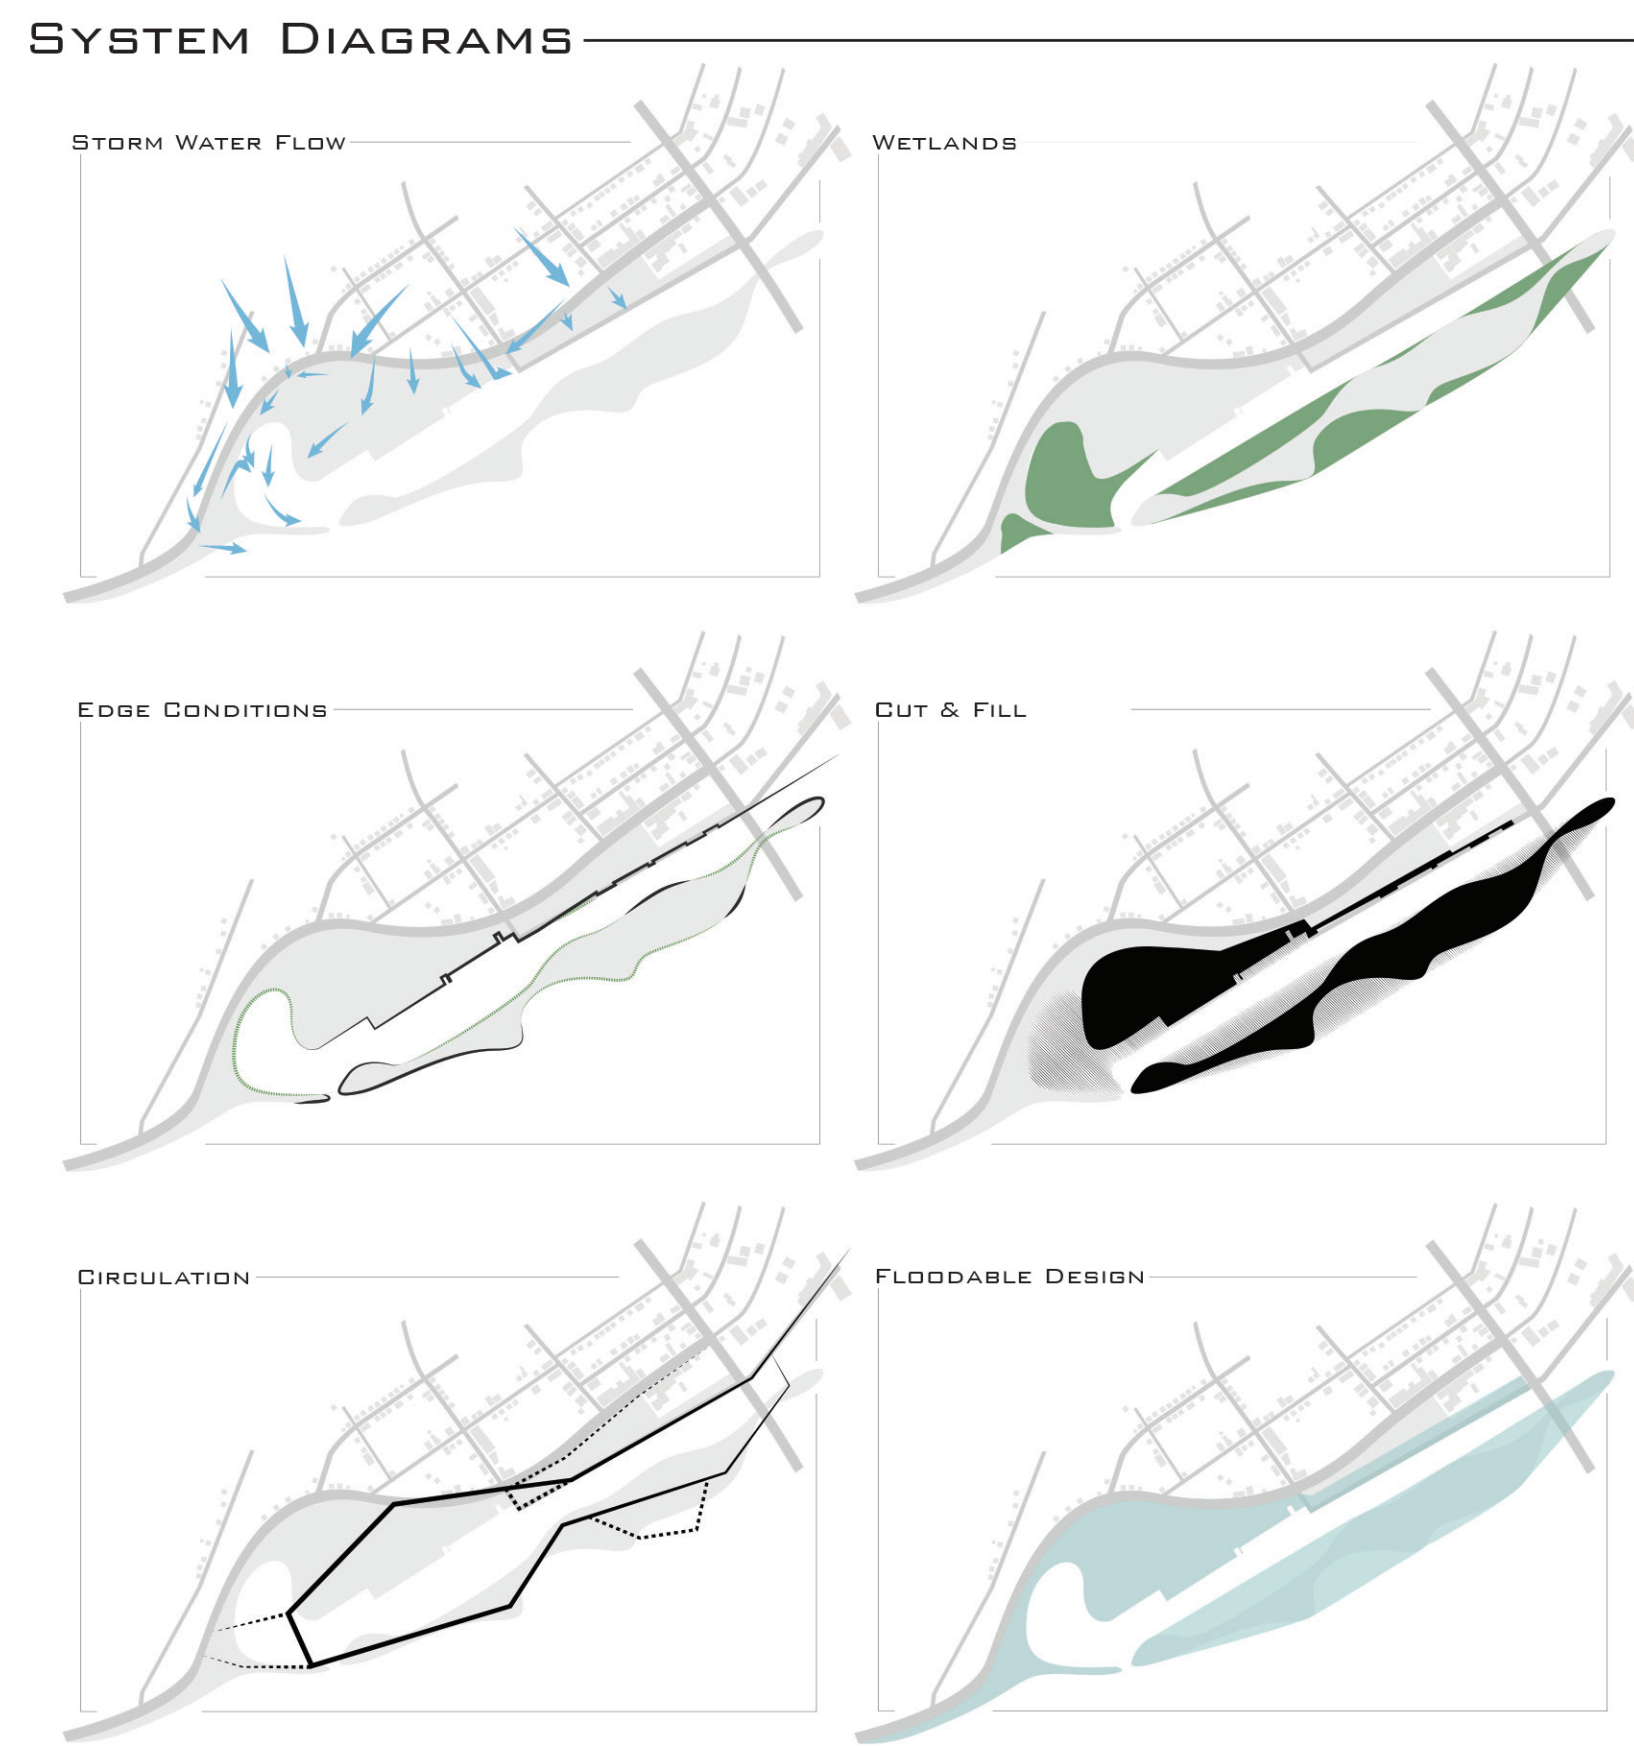 System Diagrams
Storm Water Flow
Wetlands
Edge Conditions
Cut & Fill
Circulation
Floodable Design